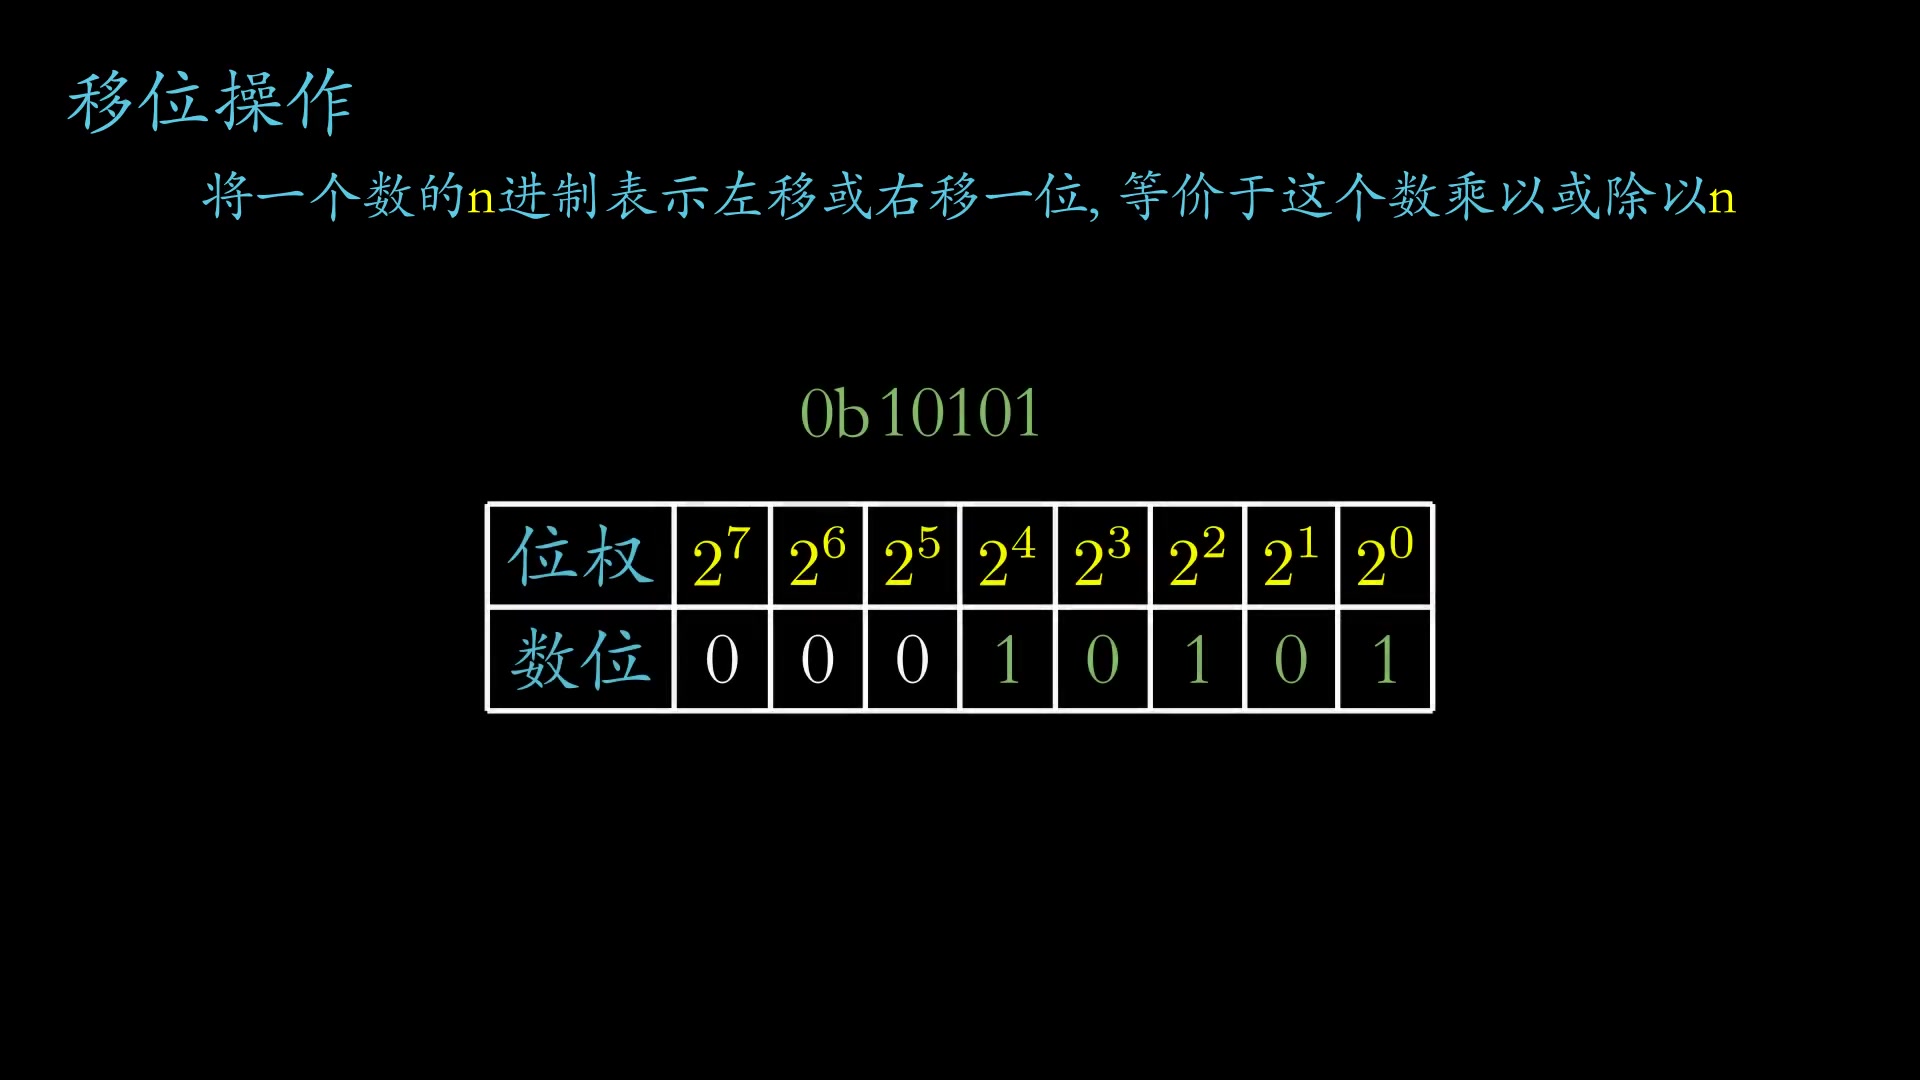 移位操作
将一个数的n进制表示左移或右移一位, 等价于这个数乘以或除以n
0b10101
位权 2^7 2^6 2^5 2^4 2^3 2^2 2^1 2^0
数位 0 0 0 1 0 1 0 1